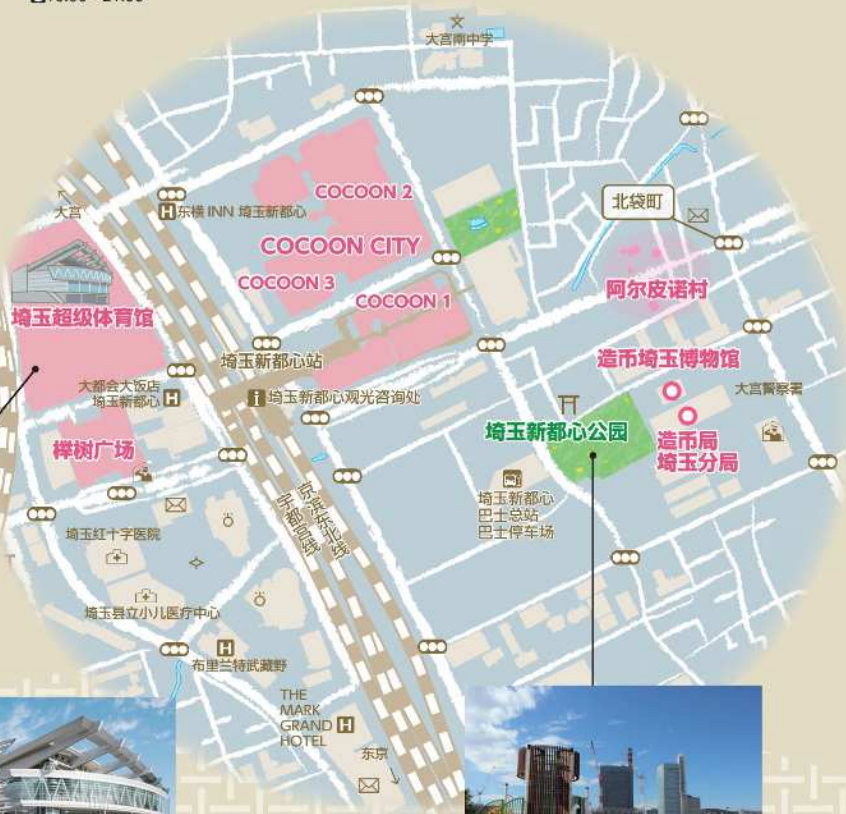 大宫南中学
大宫
东横 INN 埼玉新都心
COCOON 2
COCOON CITY
COCOON 3
COCOON 1
北袋町
阿尔皮诺村
埼玉超级体育馆
埼玉新都心站
大都会大饭店
埼玉新都心
埼玉新都心观光咨询处
造币埼玉博物馆
大宫警察署
榉树广场
埼玉新都心公园
造币局
埼玉分局
埼玉新都心
巴士总站
巴士停车场
宇都宫线
京滨东北线
埼玉红十字医院
埼玉县立小儿医疗中心
布里兰特武藏野
THE
MARK
GRAND
HOTEL
东京